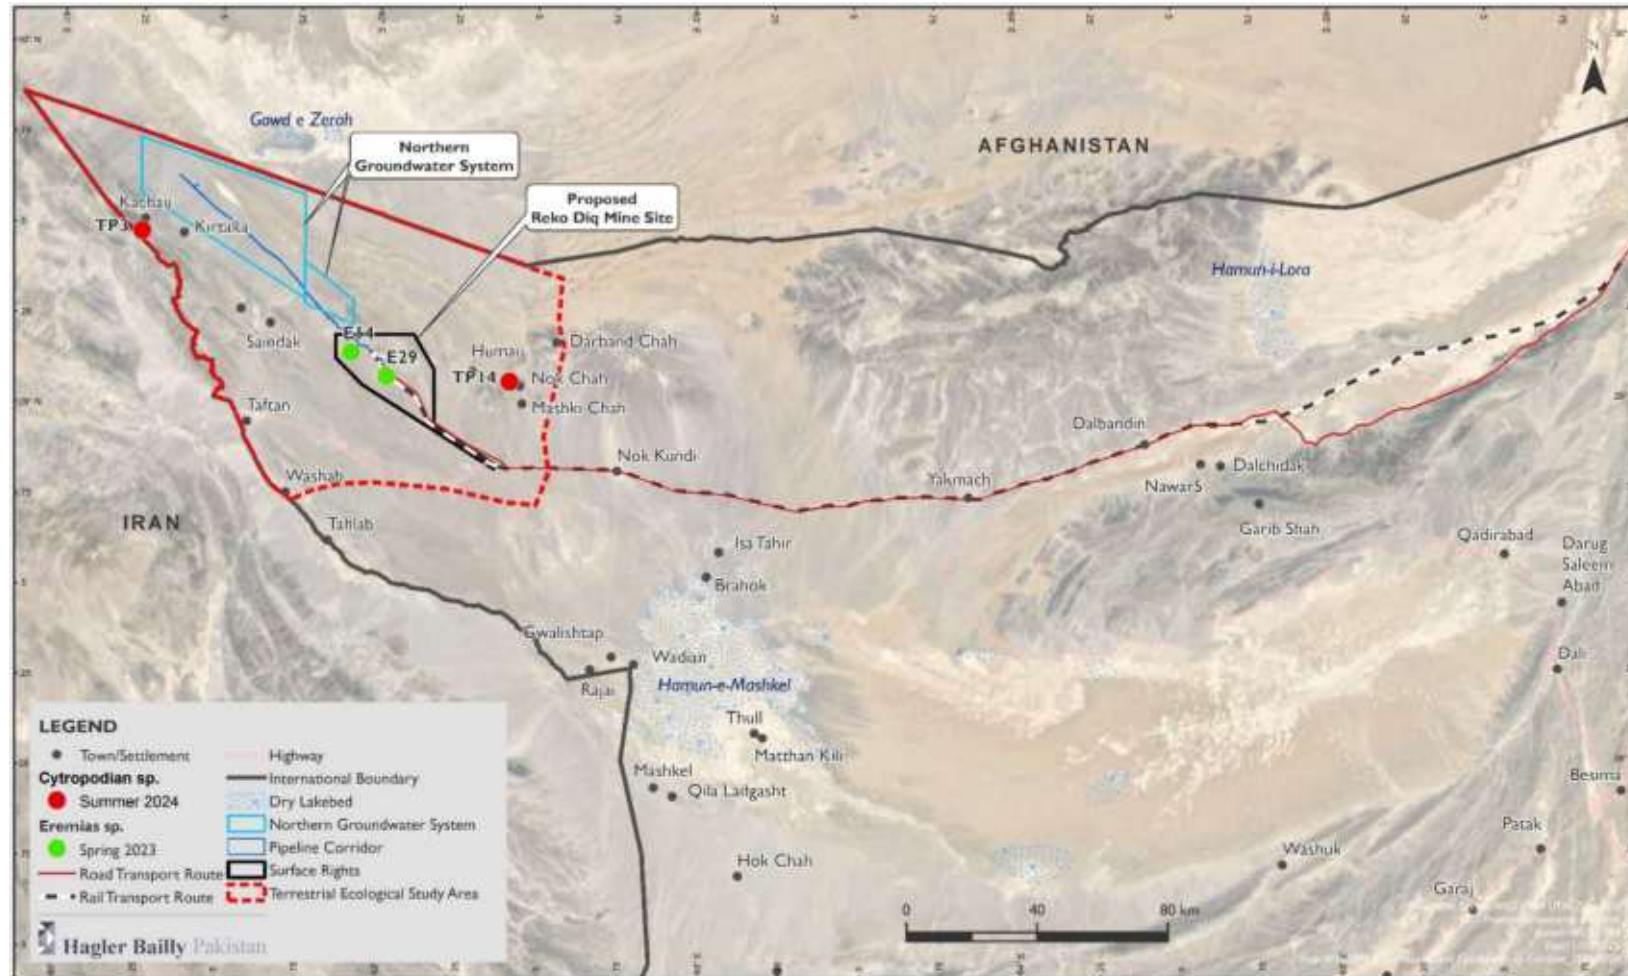 Gawd e Zerah
Northern
Groundwater System
AFGHANISTAN
Proposed
Reko Diq Mine Site
Kachay
TP3
Kirtaka
Hamun-i-Lora
E14
Saindak
E29
Humai
Darband Chah
TP14
Nok Chah
Mashki Chah
Taftan
Dalbandin
Nok Kundi
Washab
Yakmach
Dalchidak
Nawar5
IRAN
Tahlab
Garib Shah
Qadirabad
Isa Tahir
Darug
Saleem
Abad
Brahok
Gwalishtap
Wadian
Dali
Rajai
Hamun-e-Mashkel
Thull
Matthan Kili
Mashkel
Qila Ladgasht
Besima
Patak
Hok Chah
Washuk
Garaj
LEGEND
Town/Settlement
Cytropodian sp.
Summer 2024
Eremias sp.
Spring 2023
Road Transport Route
Rail Transport Route
Highway
International Boundary
Dry Lakebed
Northern Groundwater System
Pipeline Corridor
Surface Rights
Terrestrial Ecological Study Area
Hagler Bailly Pakistan
0 40 80 km